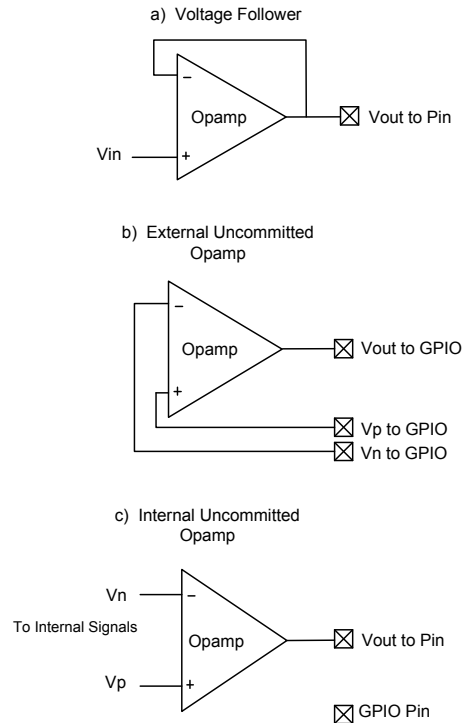 a) Voltage Follower
−
Opamp
Vout to Pin
Vin
+
b) External Uncommitted
Opamp
−
Opamp
Vout to GPIO
+
Vp to GPIO
Vn to GPIO
c) Internal Uncommitted
Opamp
Vn
−
To Internal Signals
Opamp
Vout to Pin
Vp
+
GPIO Pin